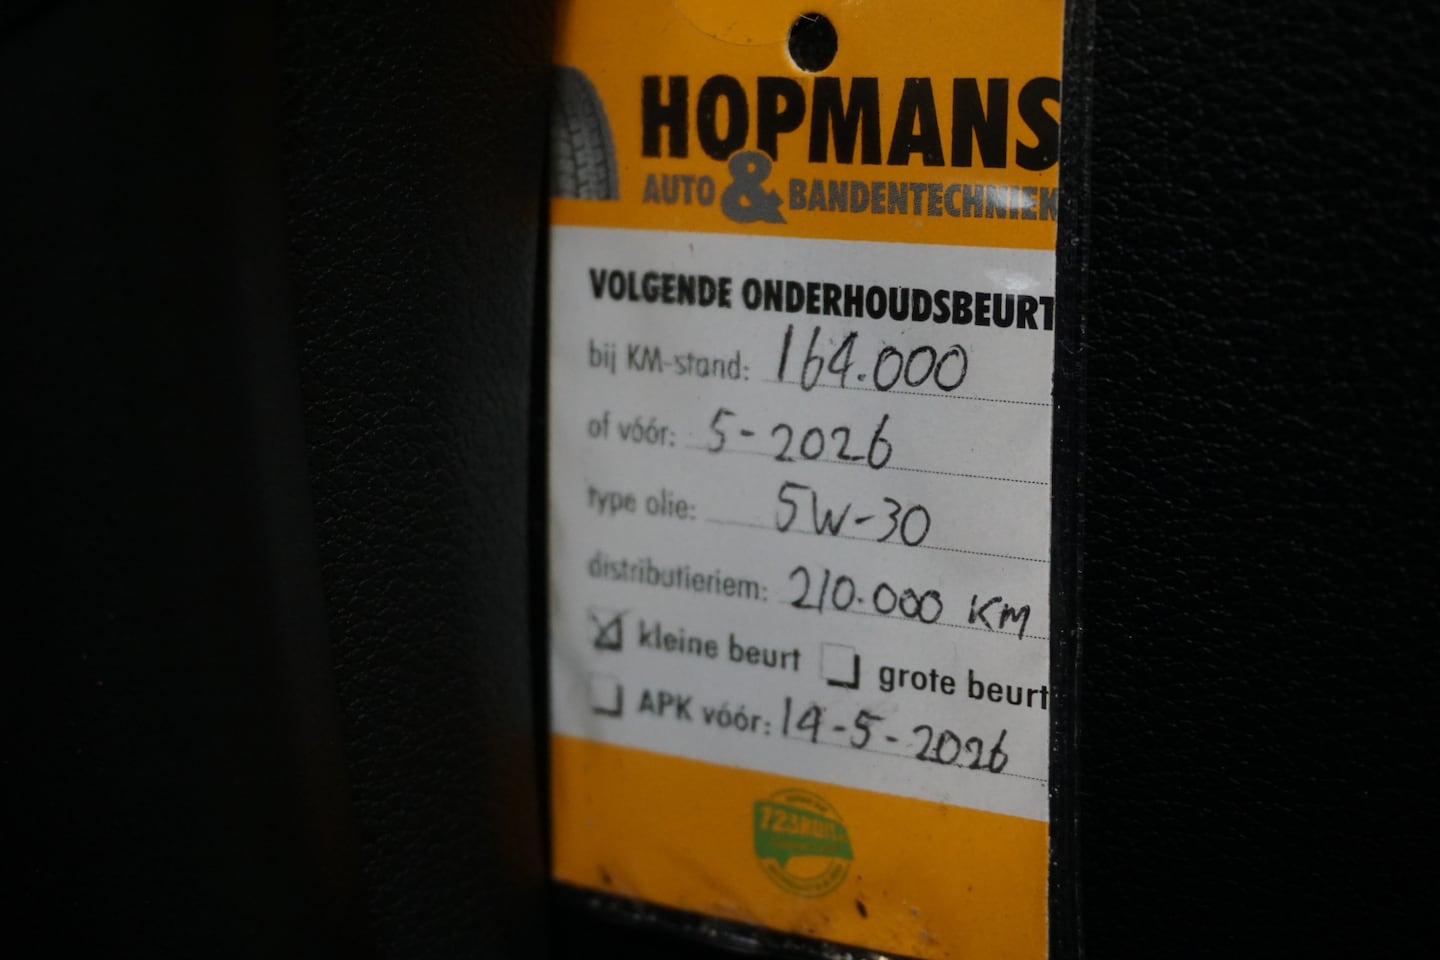 HOPMANS
AUTO & BANDENTECHNIEK
VOLGENDE ONDERHOUDSBEURT
bij KM-stand: 164.000
of vóór: 5-2026
type olie: 5W-30
distributieriem: 210.000 KM
kleine beurt grote beurt
APK vóór: 14-5-2026